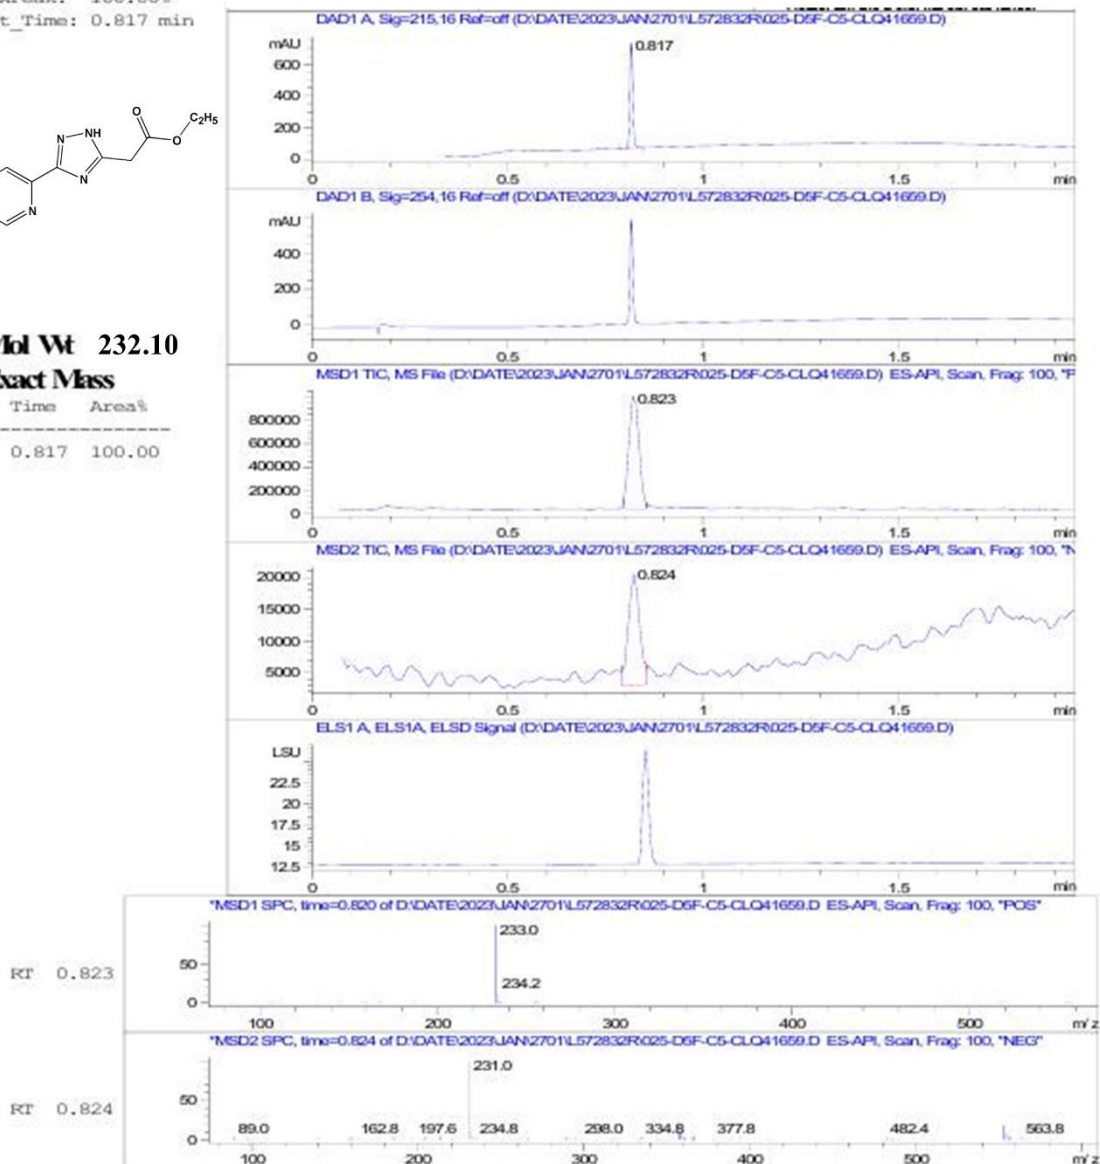 100.00%
t_Time: 0.817 min
O
O
C2H5
N
NH
N
N
Mol Wt 232.10
Exact Mass
Time Area%
0.817 100.00
DAD1 A, Sig=215,16 Ref=off (D:\DATE\2023\JAN\2701\L572832R\025-D5F-C5-CLQ41659.D)
mAU
0.817
600
400
200
0
0 0.5 1 1.5 min
DAD1 B, Sig=254,16 Ref=off (D:\DATE\2023\JAN\2701\L572832R\025-D5F-C5-CLQ41659.D)
mAU
400
200
0
0 0.5 1 1.5 min
MSD1 TIC, MS File (D:\DATE\2023\JAN\2701\L572832R\025-D5F-C5-CLQ41659.D) ES-API, Scan, Frag: 100, "P
0.823
800000
600000
400000
200000
0
0 0.5 1 1.5 min
MSD2 TIC, MS File (D:\DATE\2023\JAN\2701\L572832R\025-D5F-C5-CLQ41659.D) ES-API, Scan, Frag: 100, "N
0.824
20000
15000
10000
5000
0 0.5 1 1.5 min
ELS1 A, ELS1A, ELSD Signal (D:\DATE\2023\JAN\2701\L572832R\025-D5F-C5-CLQ41659.D)
LSU
22.5
20
17.5
15
12.5
0 0.5 1 1.5 min
*MSD1 SPC, time=0.820 of D:\DATE\2023\JAN\2701\L572832R\025-D5F-C5-CLQ41659.D ES-API, Scan, Frag: 100, "POS"
RT 0.823
233.0
234.2
50
0
100 200 300 400 500 m/z
*MSD2 SPC, time=0.824 of D:\DATE\2023\JAN\2701\L572832R\025-D5F-C5-CLQ41659.D ES-API, Scan, Frag: 100, "NEG"
RT 0.824
231.0
50
0
89.0 162.8 197.6 234.8 298.0 334.8 377.8 482.4 563.8
100 200 300 400 500 m/z